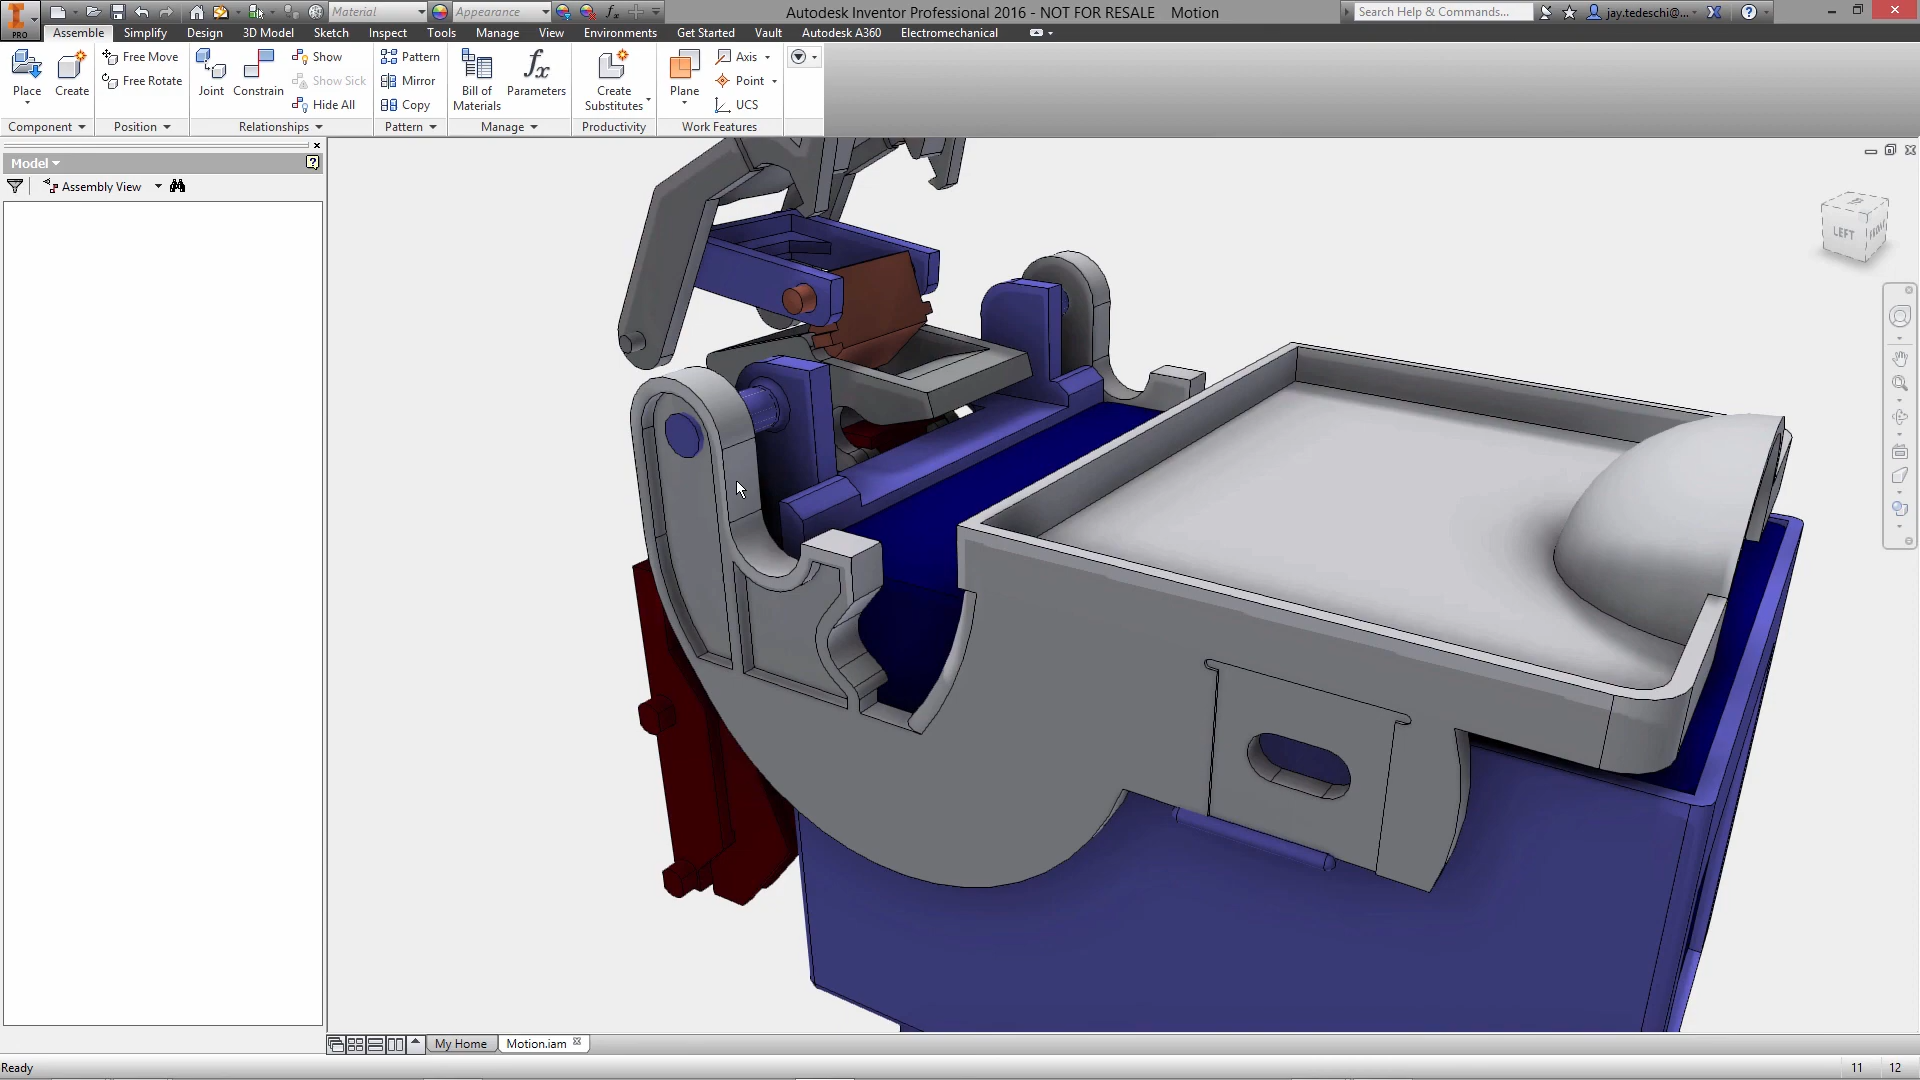 Material
Appearance
Autodesk Inventor Professional 2016 - NOT FOR RESALE Motion
Search Help & Commands...
jay.tedeschi@...
PRO
Assemble Simplify Design 3D Model Sketch Inspect Tools Manage View Environments Get Started Vault Autodesk A360 Electromechanical
Place
Create
Free Move
Free Rotate
Joint
Constrain
Show
Show Sick
Hide All
Pattern
Mirror
Copy
Bill of
Materials
Parameters
Create
Substitutes
Plane
Axis
Point
UCS
Component Position Relationships Pattern Manage Productivity Work Features
Model
Assembly View
LEFT
My Home
Motion.iam
Ready
11 12